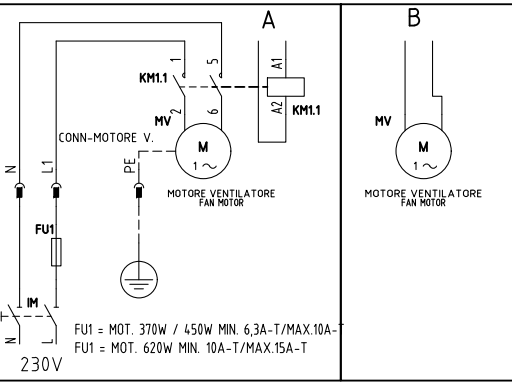 A
B
1
5
A1
KM1.1
A2
KM1.1
2
6
MV
CONN-MOTORE V.
M
1 ~
N
L1
PE
MOTORE VENTILATORE
FAN MOTOR
MV
M
1 ~
MOTORE VENTILATORE
FAN MOTOR
FU1
IM
N
L
230V
FU1 = MOT. 370W / 450W MIN. 6,3A-T/MAX.10A-T
FU1 = MOT. 620W MIN. 10A-T/MAX.15A-T